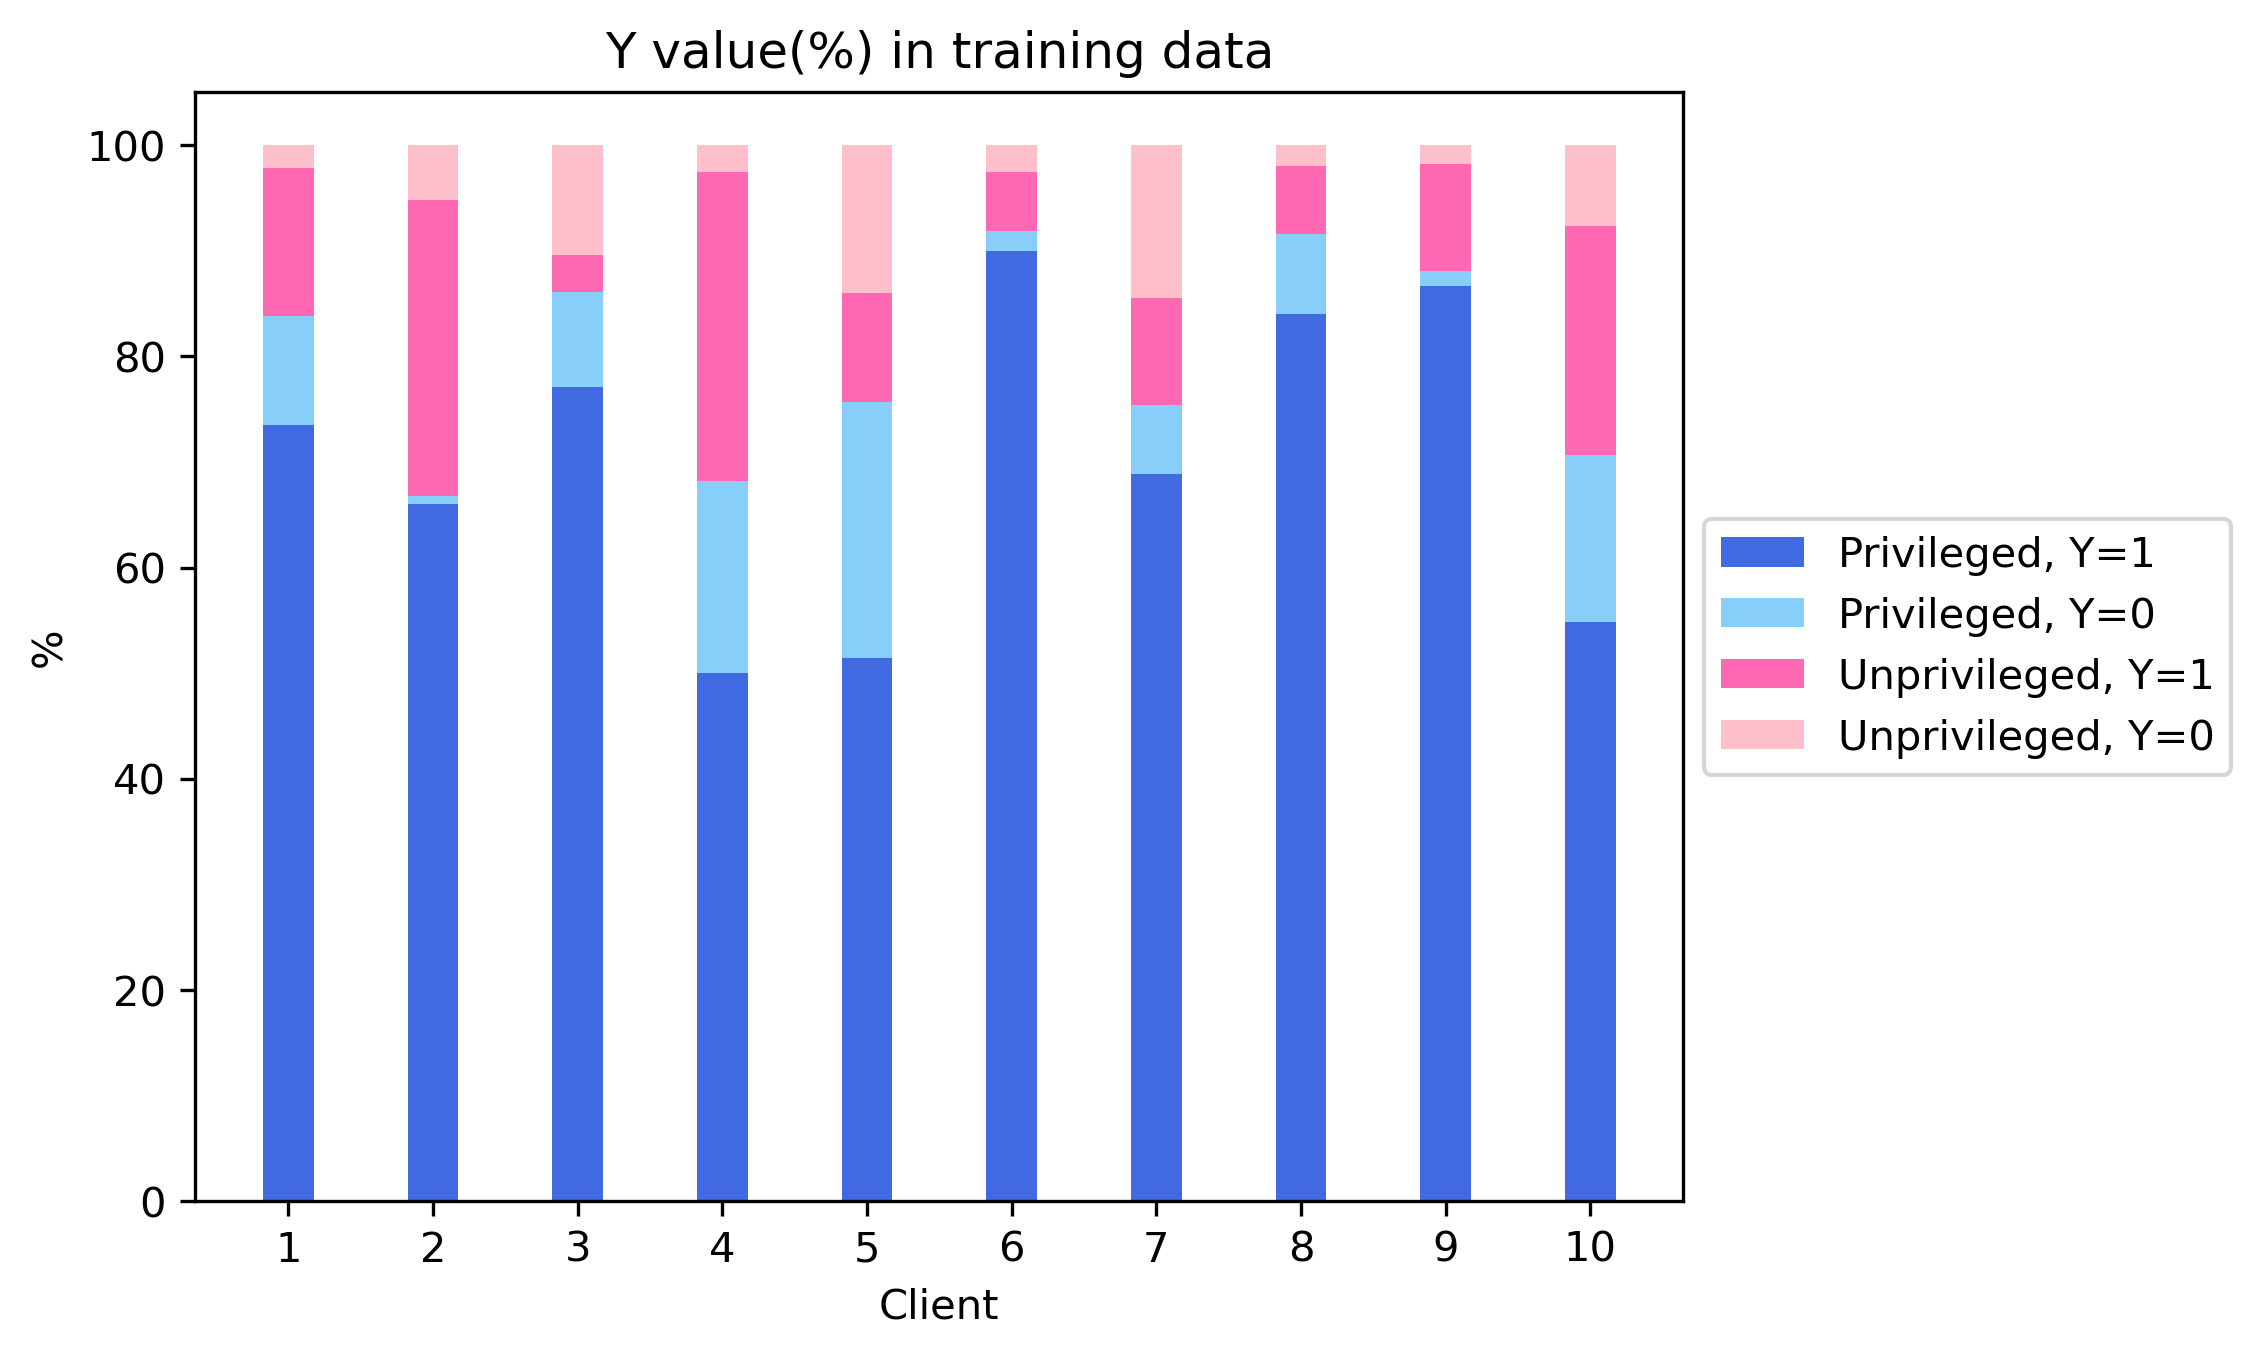 Y value(%) in training data
100
80
60
40
20
0
%
1 2 3 4 5 6 7 8 9 10
Client
Privileged, Y=1
Privileged, Y=0
Unprivileged, Y=1
Unprivileged, Y=0